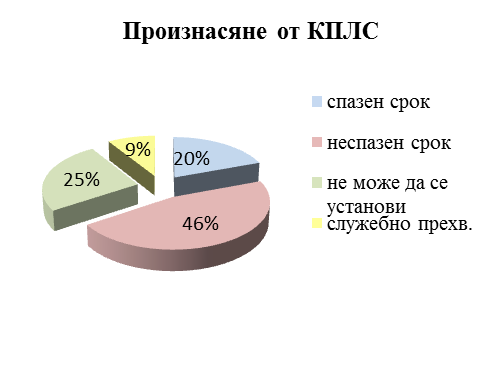 Произнасяне от КПЛС
спазен срок
неспазен срок
не може да се
установи
служебно прехв.
20%
46%
25%
9%